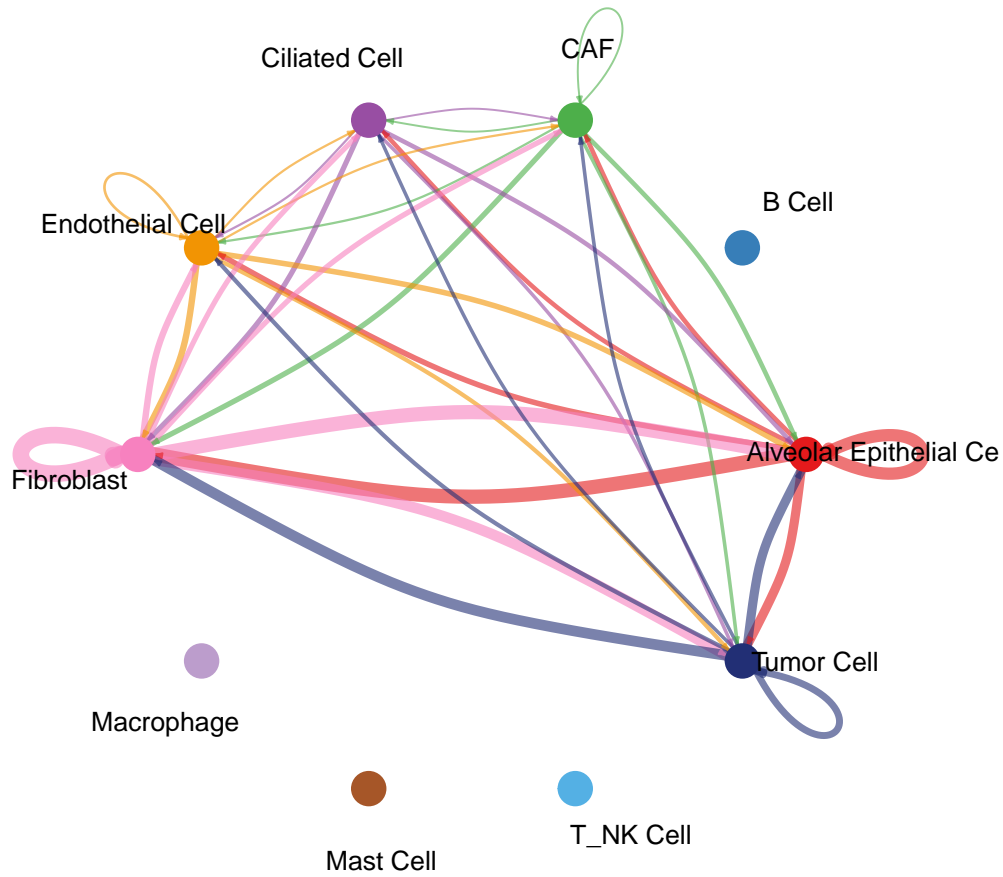 Ciliated Cell
CAF
B Cell
Endothelial Cell
Alveolar Epithelial Ce
Fibroblast
Tumor Cell
Macrophage
T_NK Cell
Mast Cell